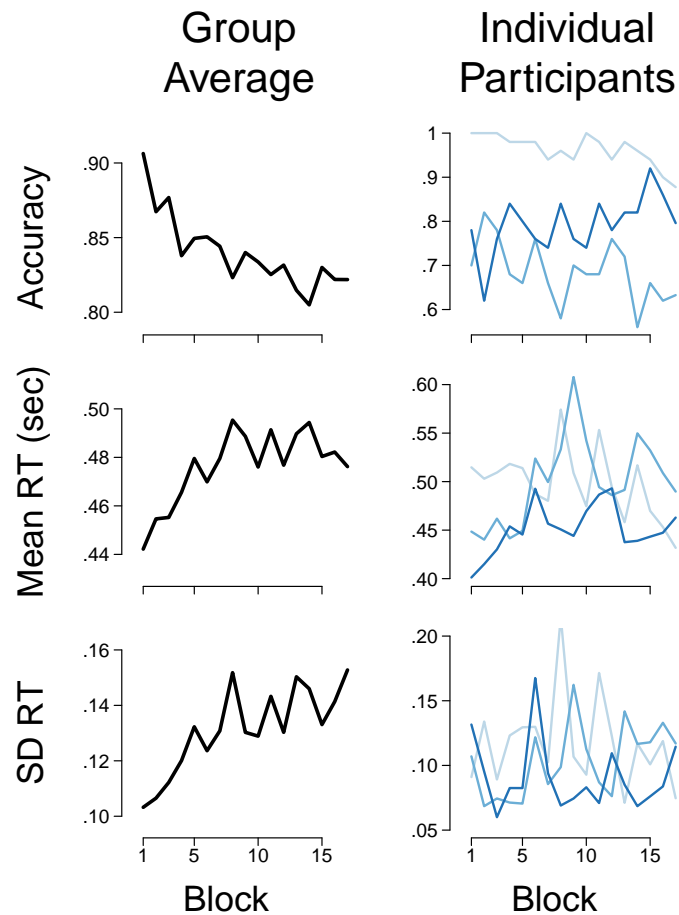 Group
Average
Individual
Participants
Accuracy
.90
.85
.80
1
.9
.8
.7
.6
Mean RT (sec)
.50
.48
.46
.44
.60
.55
.50
.45
.40
SD RT
.16
.14
.12
.10
.20
.15
.10
.05
1 5 10 15
1 5 10 15
Block
Block